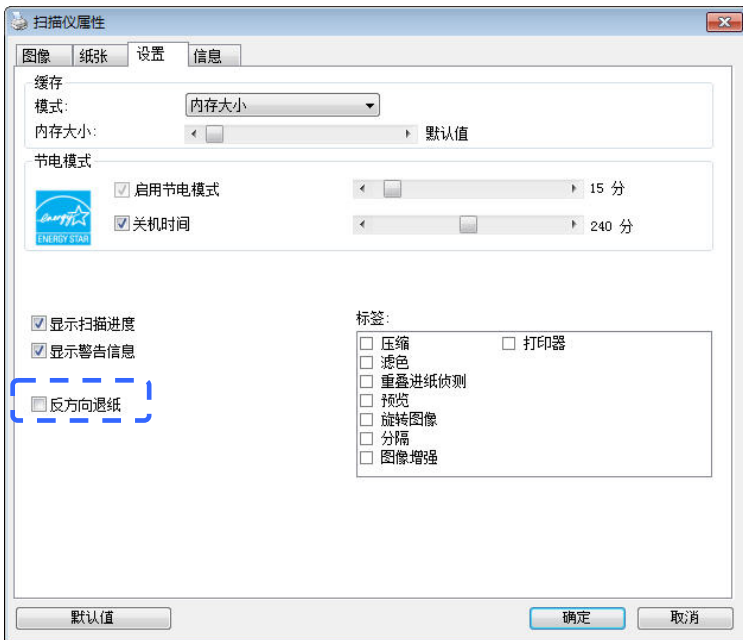 扫描仪属性
图像 纸张 设置 信息
缓存
模式: 内存大小
内存大小: 默认值
节电模式
energy
ENERGY STAR
启用节电模式 15 分
关机时间 240 分
显示扫描进度
显示警告信息
反方向退纸
标签:
压缩 打印器
滤色
重叠进纸侦测
预览
旋转图像
分隔
图像增强
默认值 确定 取消